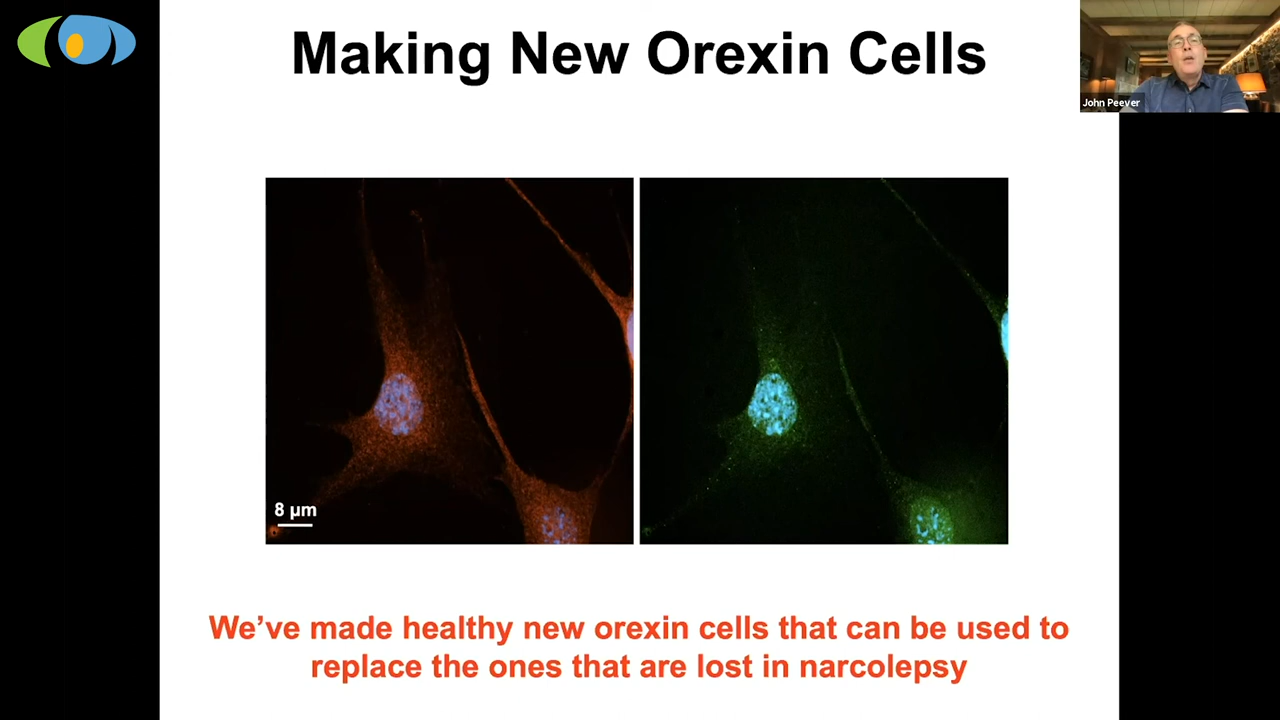 Making New Orexin Cells
John Peever
8 µm
We’ve made healthy new orexin cells that can be used to
replace the ones that are lost in narcolepsy